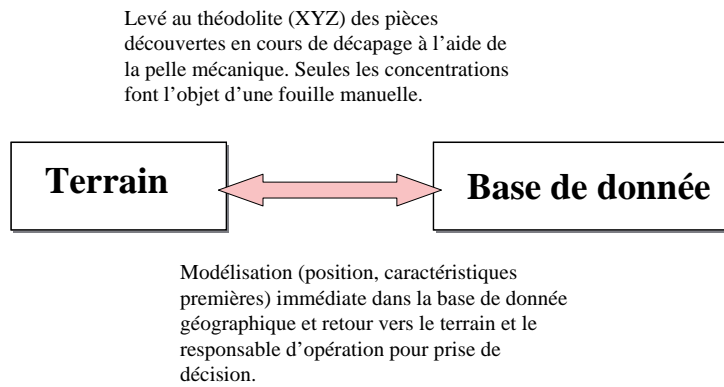 Levé au théodolite (XYZ) des pièces
découvertes en cours de décapage à l’aide de
la pelle mécanique. Seules les concentrations
font l’objet d’une fouille manuelle.
Terrain
Base de donnée
Modélisation (position, caractéristiques
premières) immédiate dans la base de donnée
géographique et retour vers le terrain et le
responsable d’opération pour prise de
décision.